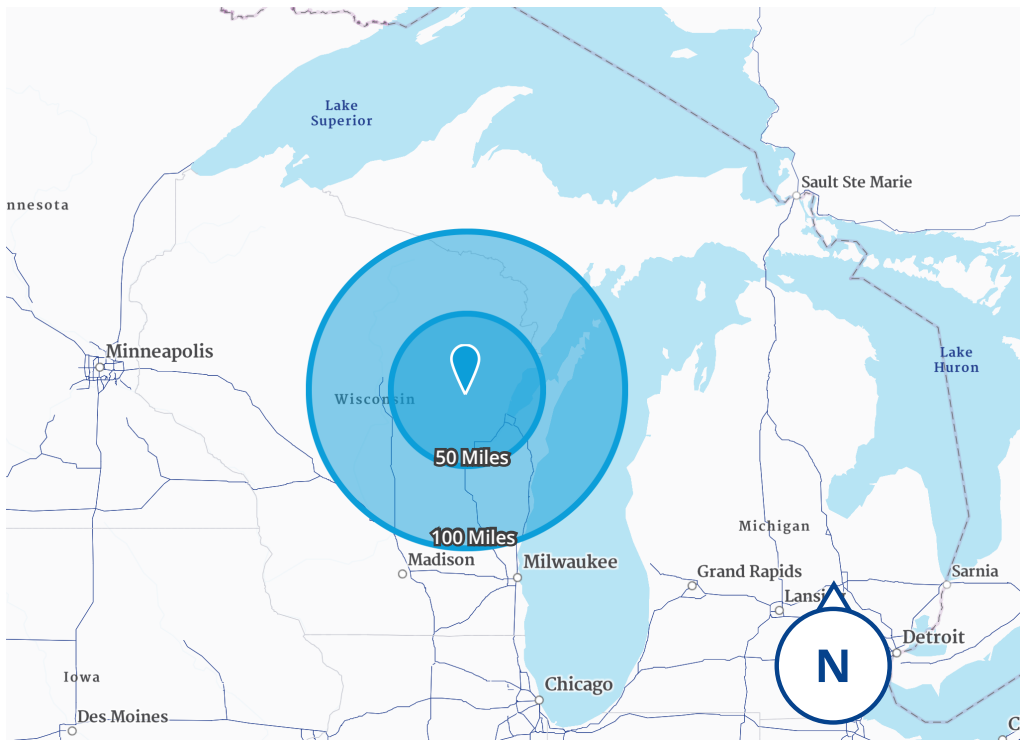 Lake
Superior
Sault Ste Marie
nnesota
Minneapolis
Lake
Huron
Wisconsin
50 Miles
Michigan
100 Miles
Madison
Milwaukee
Grand Rapids
Sarnia
N
Detroit
Iowa
Chicago
Des Moines
C